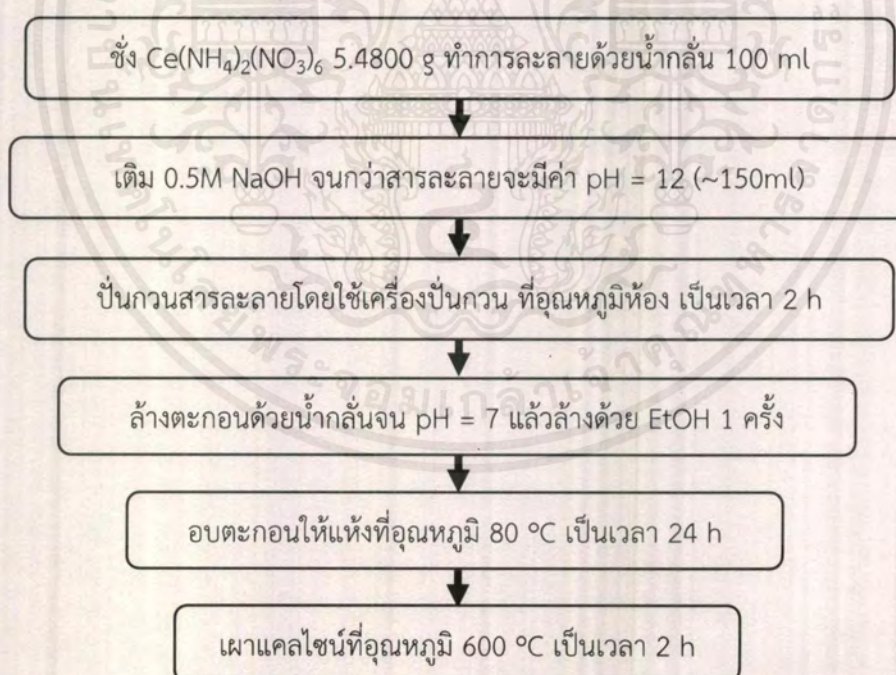 ชั่ง Ce(NH₄)₂(NO₃)₆ 5.4800 g ทำการละลายด้วยน้ำกลั่น 100 ml
เติม 0.5M NaOH จนกว่าสารละลายจะมีค่า pH = 12 (~150ml)
ปั่นกวนสารละลายโดยใช้เครื่องปั่นกวน ที่อุณหภูมิห้อง เป็นเวลา 2 h
ล้างตะกอนด้วยน้ำกลั่นจน pH = 7 แล้วล้างด้วย EtOH 1 ครั้ง
อบตะกอนให้แห้งที่อุณหภูมิ 80 °C เป็นเวลา 24 h
เผาแคลไซน์ที่อุณหภูมิ 600 °C เป็นเวลา 2 h